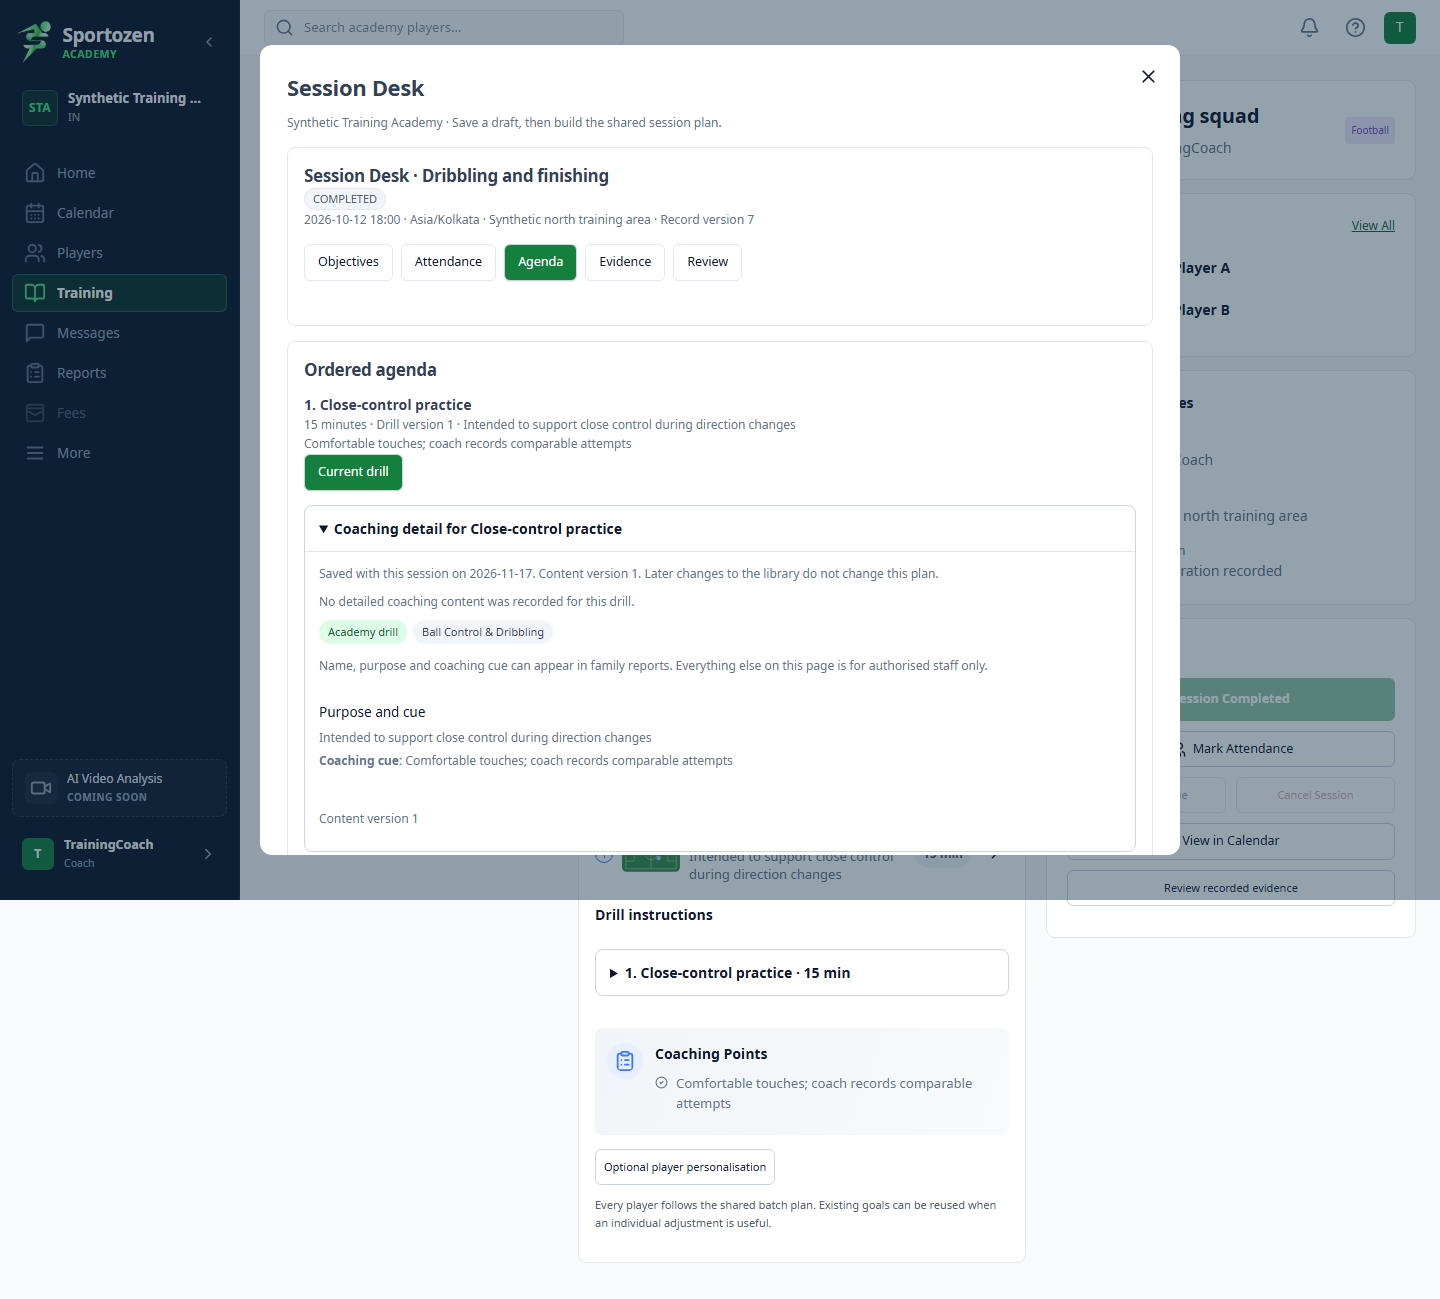 Sportozen
ACADEMY
STA
Synthetic Training ...
IN
Home
Calendar
Players
Training
Messages
Reports
Fees
More
AI Video Analysis
COMING SOON
T
TrainingCoach
Coach
Search academy players...
T
Session Desk
Synthetic Training Academy · Save a draft, then build the shared session plan.
Session Desk · Dribbling and finishing
COMPLETED
2026-10-12 18:00 · Asia/Kolkata · Synthetic north training area · Record version 7
Objectives
Attendance
Agenda
Evidence
Review
Ordered agenda
1. Close-control practice
15 minutes · Drill version 1 · Intended to support close control during direction changes
Comfortable touches; coach records comparable attempts
Current drill
▼ Coaching detail for Close-control practice
Saved with this session on 2026-11-17. Content version 1. Later changes to the library do not change this plan.
No detailed coaching content was recorded for this drill.
Academy drill
Ball Control & Dribbling
Name, purpose and coaching cue can appear in family reports. Everything else on this page is for authorised staff only.
Purpose and cue
Intended to support close control during direction changes
Coaching cue: Comfortable touches; coach records comparable attempts
Content version 1
squad
Football
View All
Player A
Player B
north training area
recorded
Session Completed
Mark Attendance
Cancel Session
View in Calendar
Review recorded evidence
Intended to support close control
during direction changes
15 min
Drill instructions
▶ 1. Close-control practice · 15 min
Coaching Points
Comfortable touches; coach records comparable
attempts
Optional player personalisation
Every player follows the shared batch plan. Existing goals can be reused when
an individual adjustment is useful.